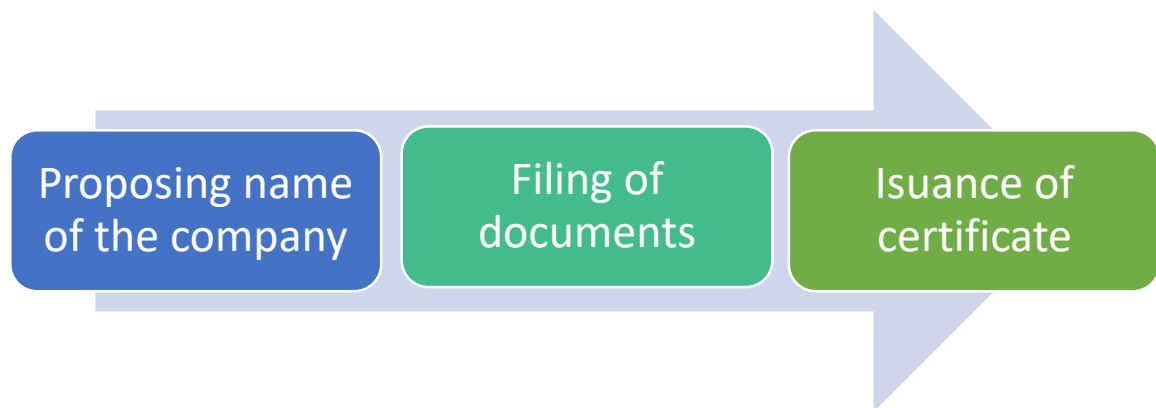 Proposing name
of the company
Filing of
documents
Isuance of
certificate